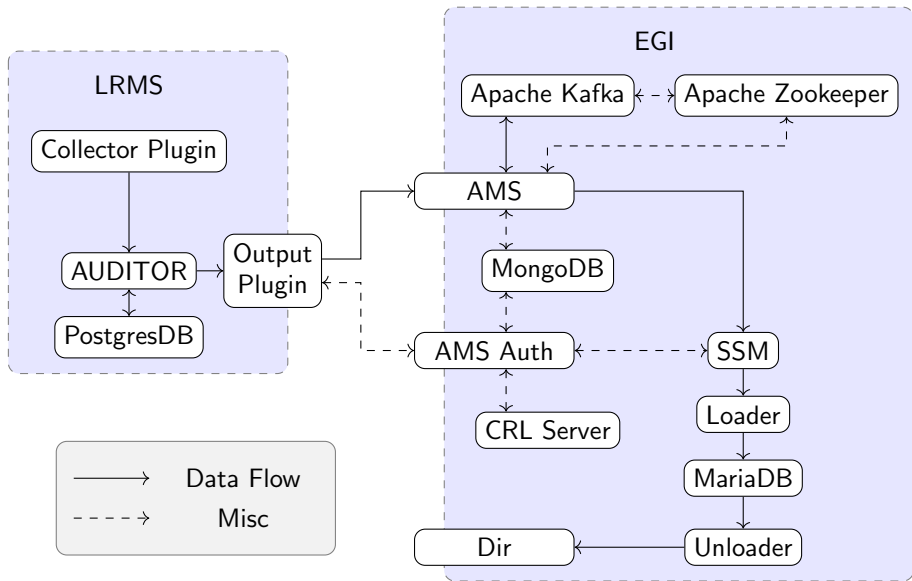 EGI
LRMS
Apache Kafka
Apache Zookeeper
Collector Plugin
AMS
Output
Plugin
AUDITOR
MongoDB
PostgresDB
AMS Auth
SSM
Loader
CRL Server
MariaDB
Data Flow
Misc
Dir
Unloader